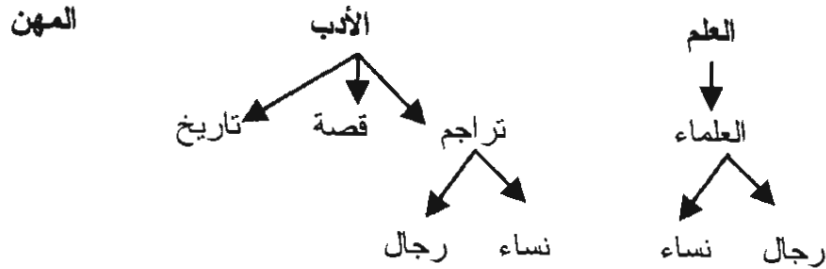 العلم الأدب المهن
العلماء تراجم قصة تاريخ
رجال نساء نساء رجال